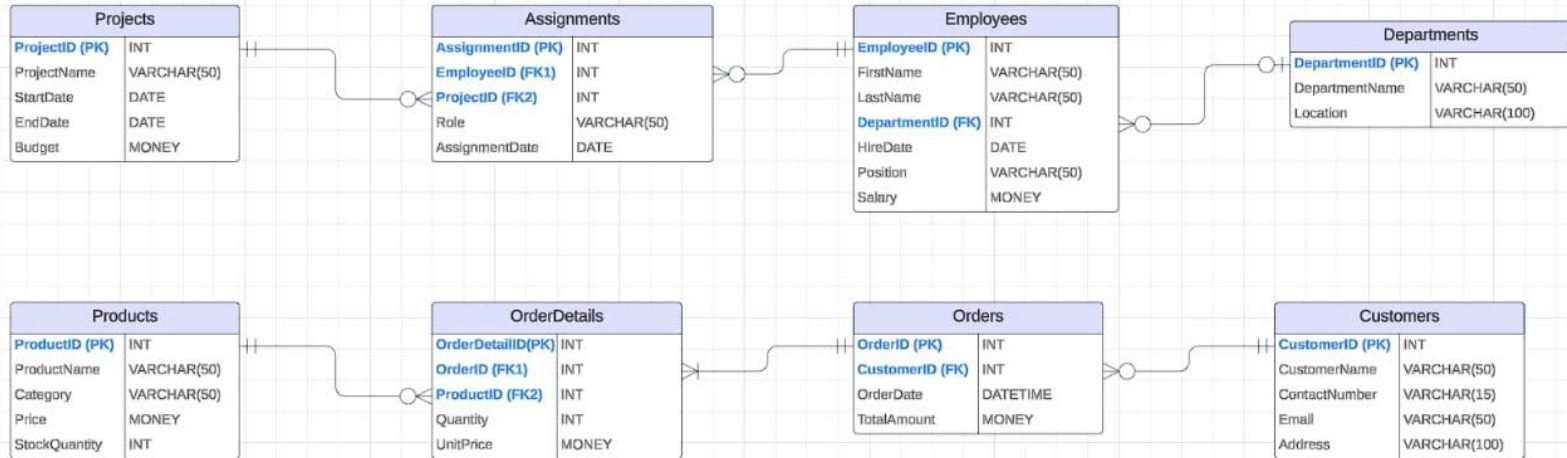 Projects
ProjectID (PK) INT
ProjectName VARCHAR(50)
StartDate DATE
EndDate DATE
Budget MONEY
Assignments
AssignmentID (PK) INT
EmployeeID (FK1) INT
ProjectID (FK2) INT
Role VARCHAR(50)
AssignmentDate DATE
Employees
EmployeeID (PK) INT
FirstName VARCHAR(50)
LastName VARCHAR(50)
DepartmentID (FK) INT
HireDate DATE
Position VARCHAR(50)
Salary MONEY
Departments
DepartmentID (PK) INT
DepartmentName VARCHAR(50)
Location VARCHAR(100)
Products
ProductID (PK) INT
ProductName VARCHAR(50)
Category VARCHAR(50)
Price MONEY
StockQuantity INT
OrderDetails
OrderDetailID(PK) INT
OrderID (FK1) INT
ProductID (FK2) INT
Quantity INT
UnitPrice MONEY
Orders
OrderID (PK) INT
CustomerID (FK) INT
OrderDate DATETIME
TotalAmount MONEY
Customers
CustomerID (PK) INT
CustomerName VARCHAR(50)
ContactNumber VARCHAR(15)
Email VARCHAR(50)
Address VARCHAR(100)